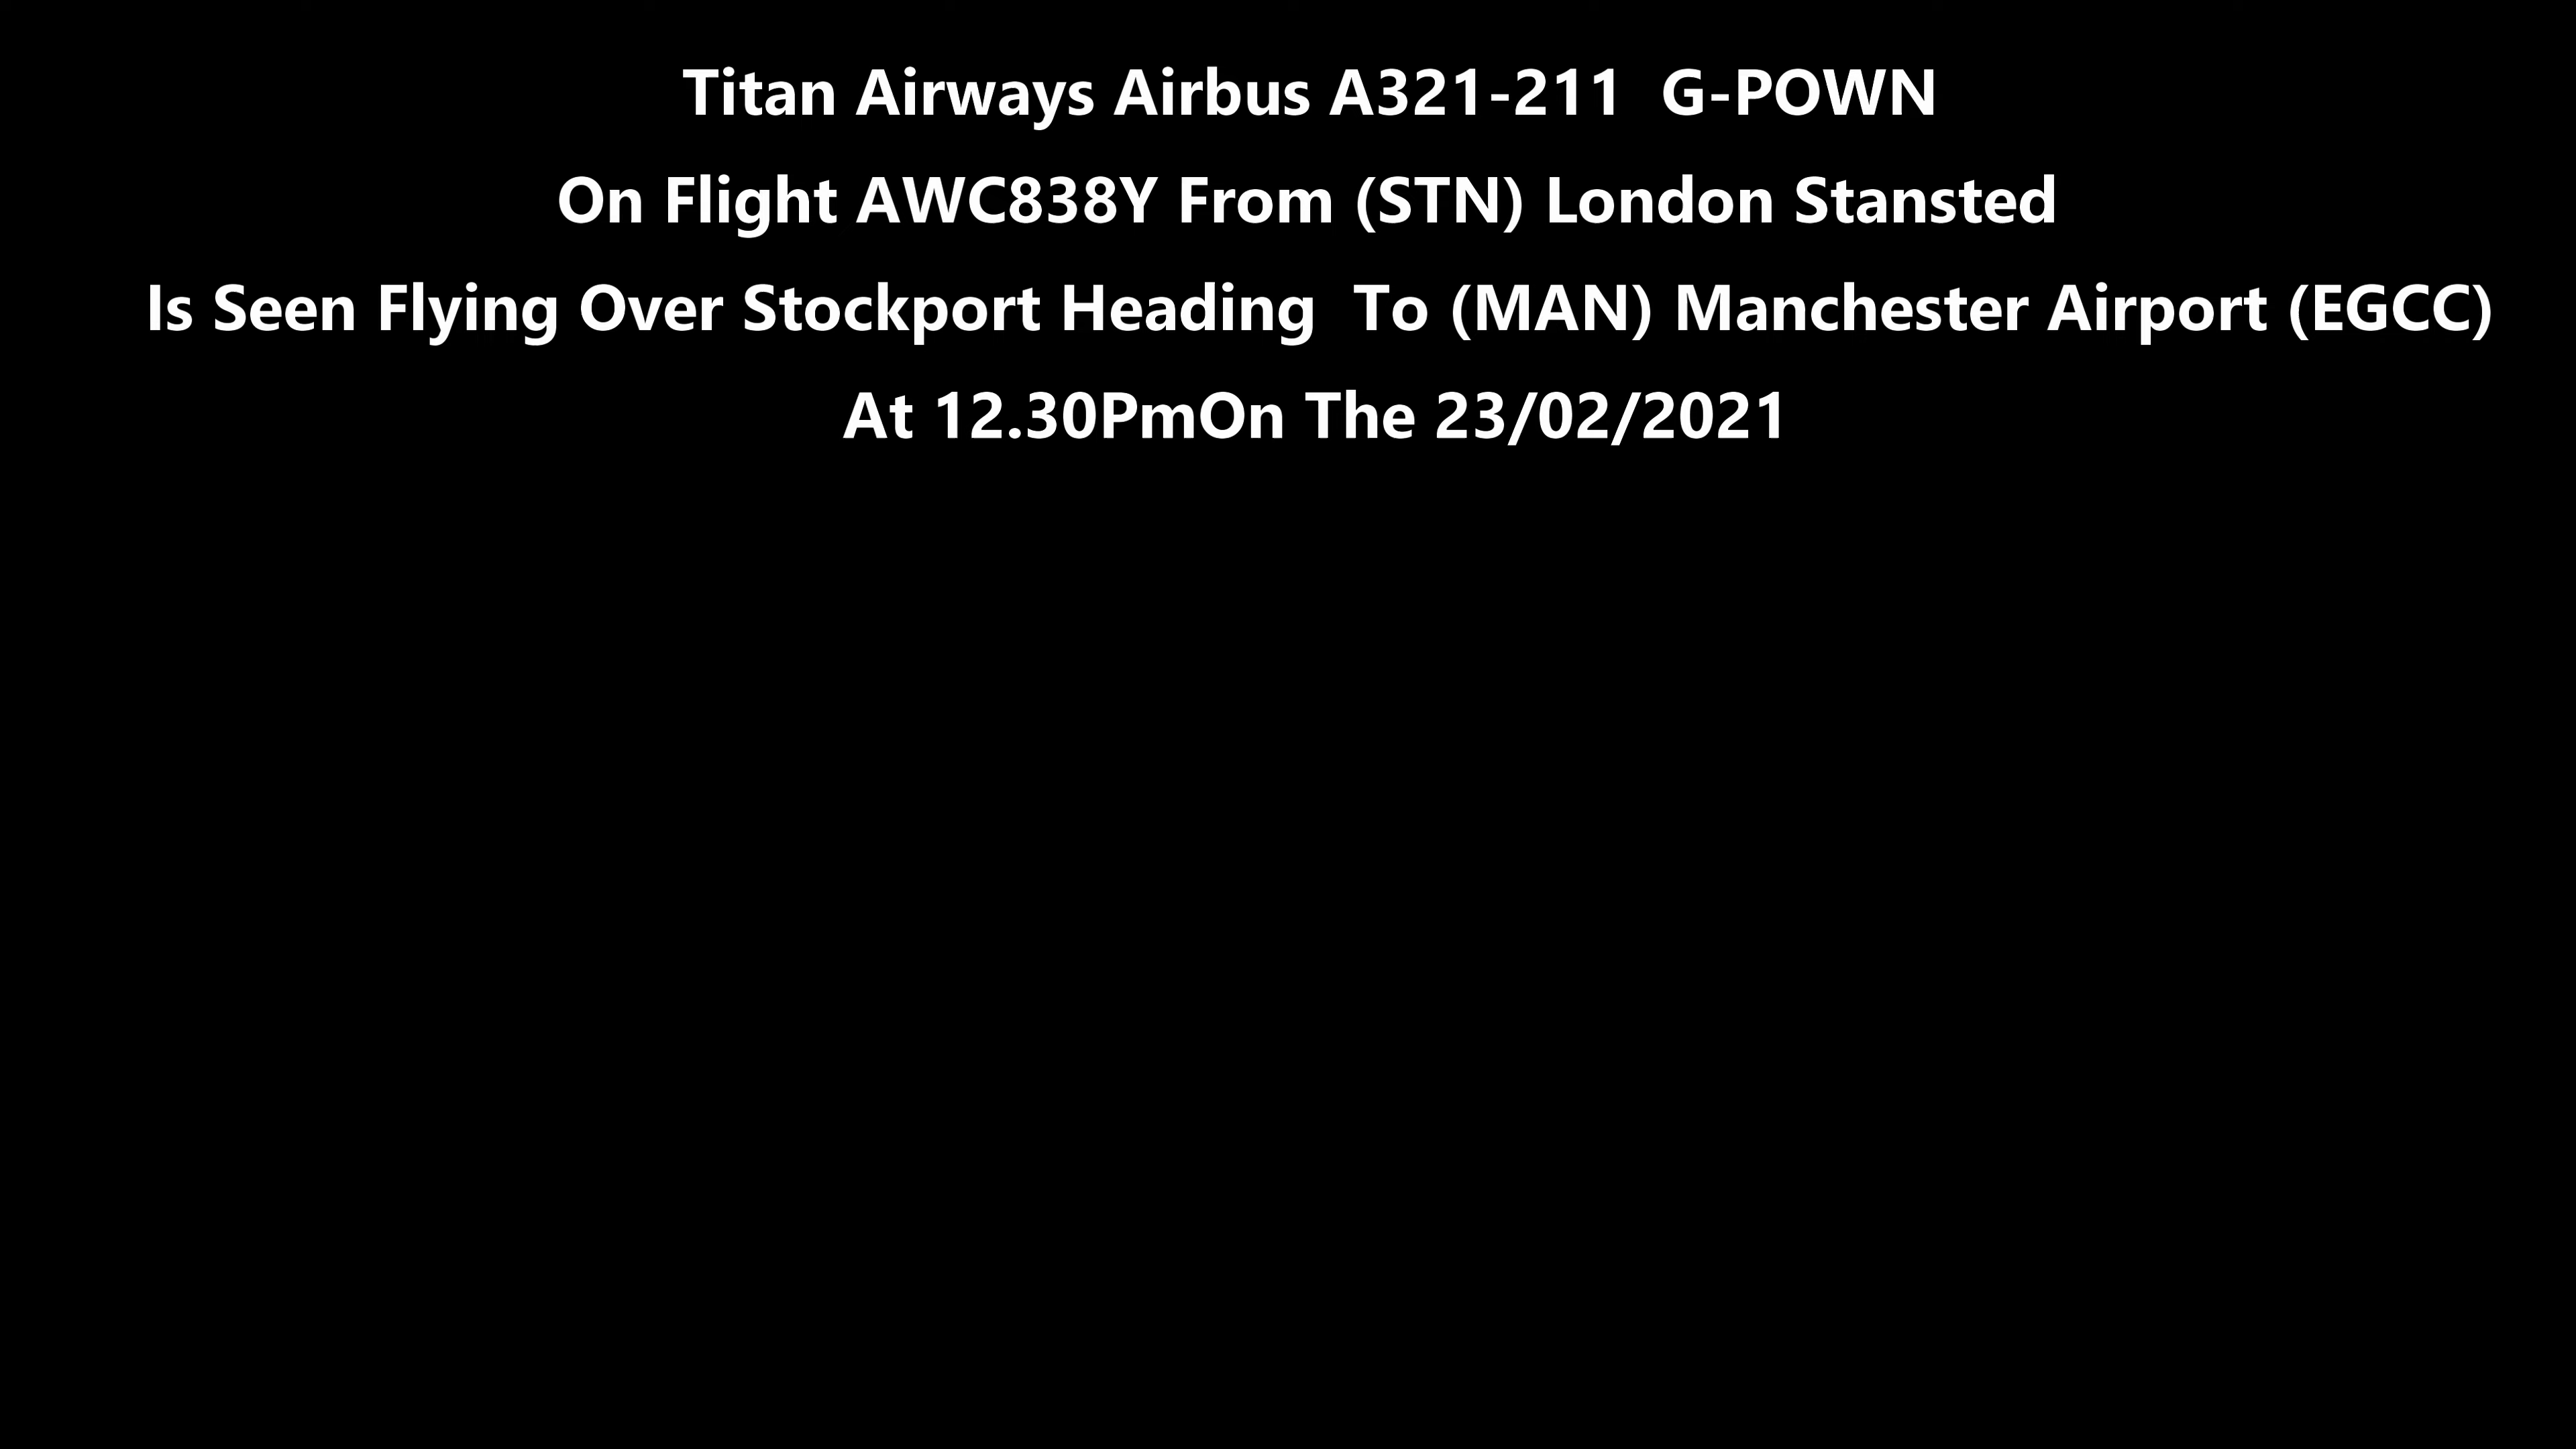 Titan Airways Airbus A321-211  G-POWN
On Flight AWC838Y From (STN) London Stansted
Is Seen Flying Over Stockport Heading  To (MAN) Manchester Airport (EGCC)
At 12.30PmOn The 23/02/2021